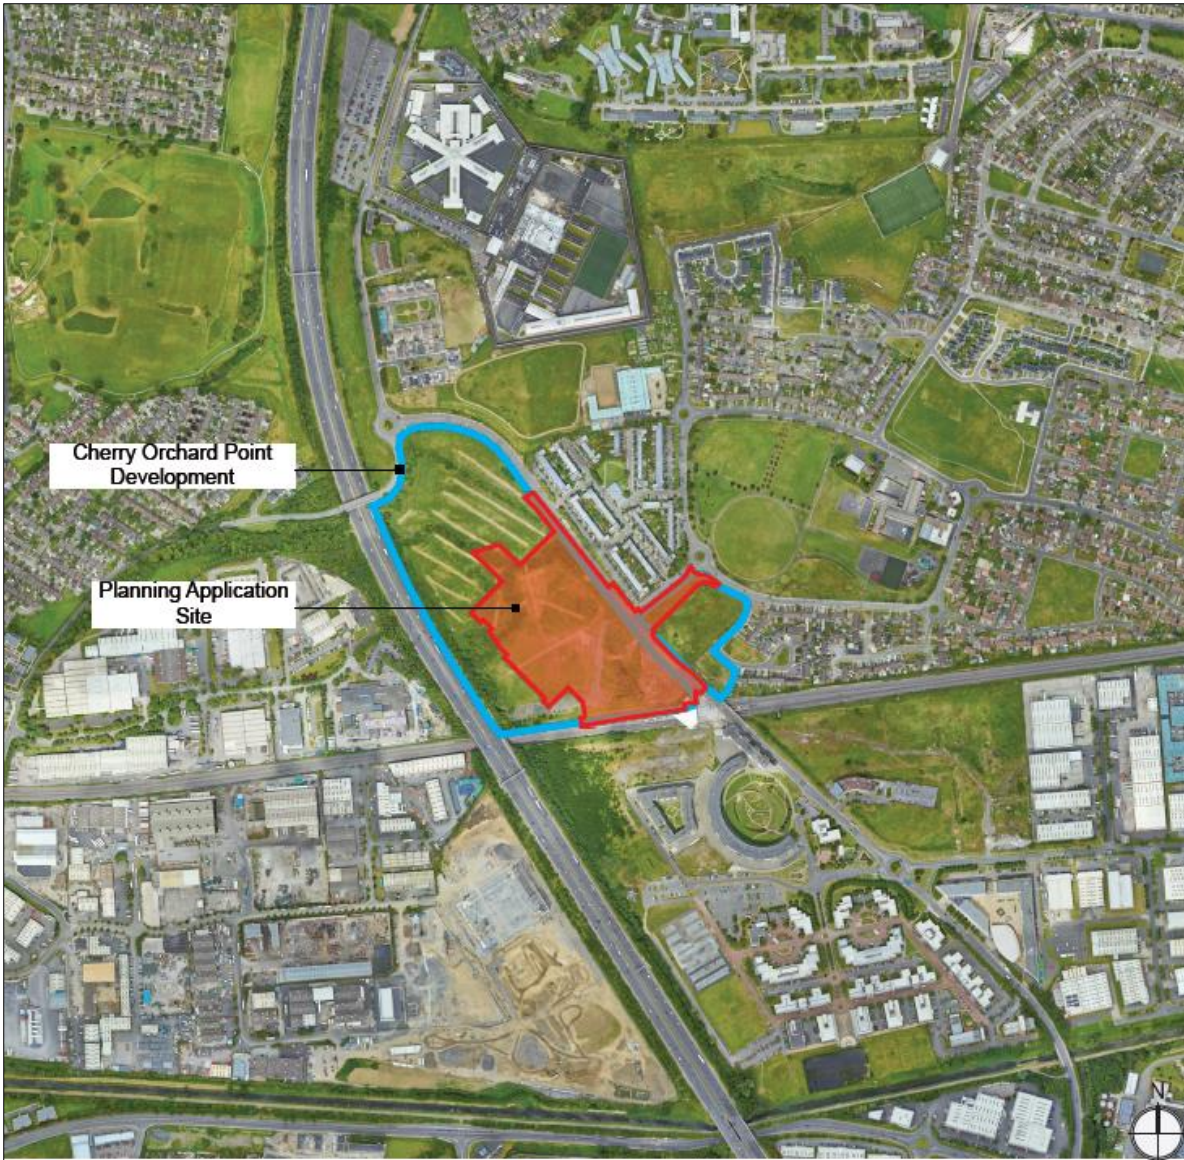 Cherry Orchard Point
Development
Planning Application
Site
N